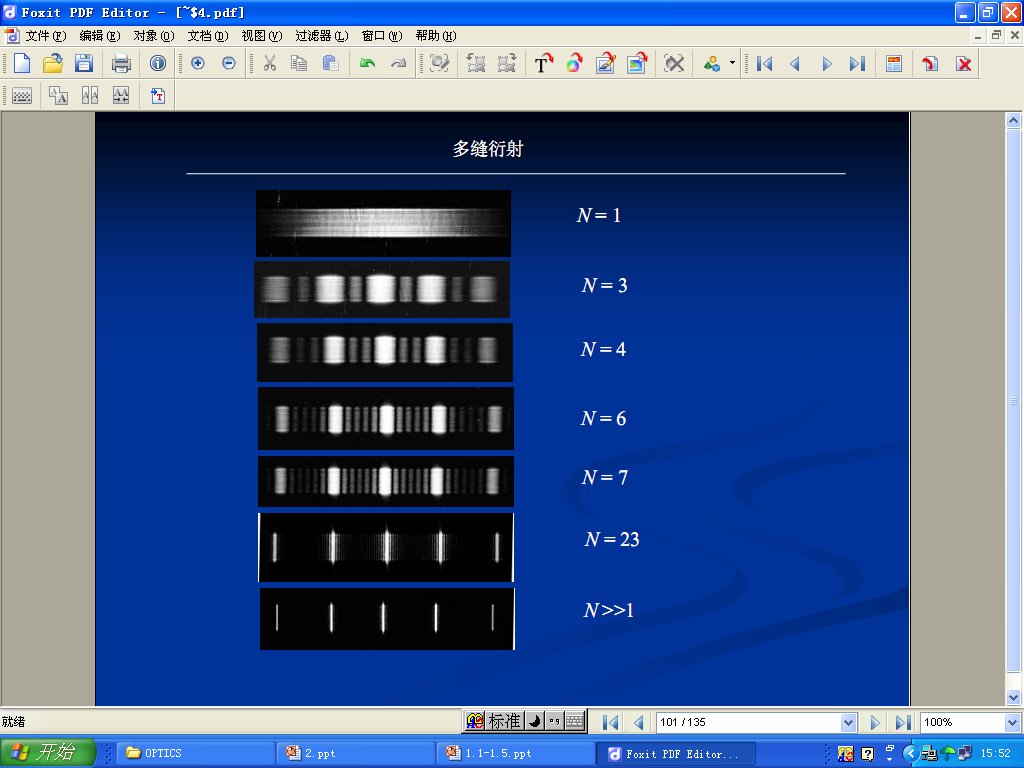 Foxit PDF Editor - [~$4.pdf]
文件(F) 编辑(E) 对象(O) 文档(D) 视图(V) 过滤器(L) 窗口(W) 帮助(H)
多缝衍射
N = 1
N = 3
N = 4
N = 6
N = 7
N = 23
N >>1
就绪
标准
101 / 135
100%
开始
OPTICS
2.ppt
1.1-1.5.ppt
Foxit PDF Editor...
15:52